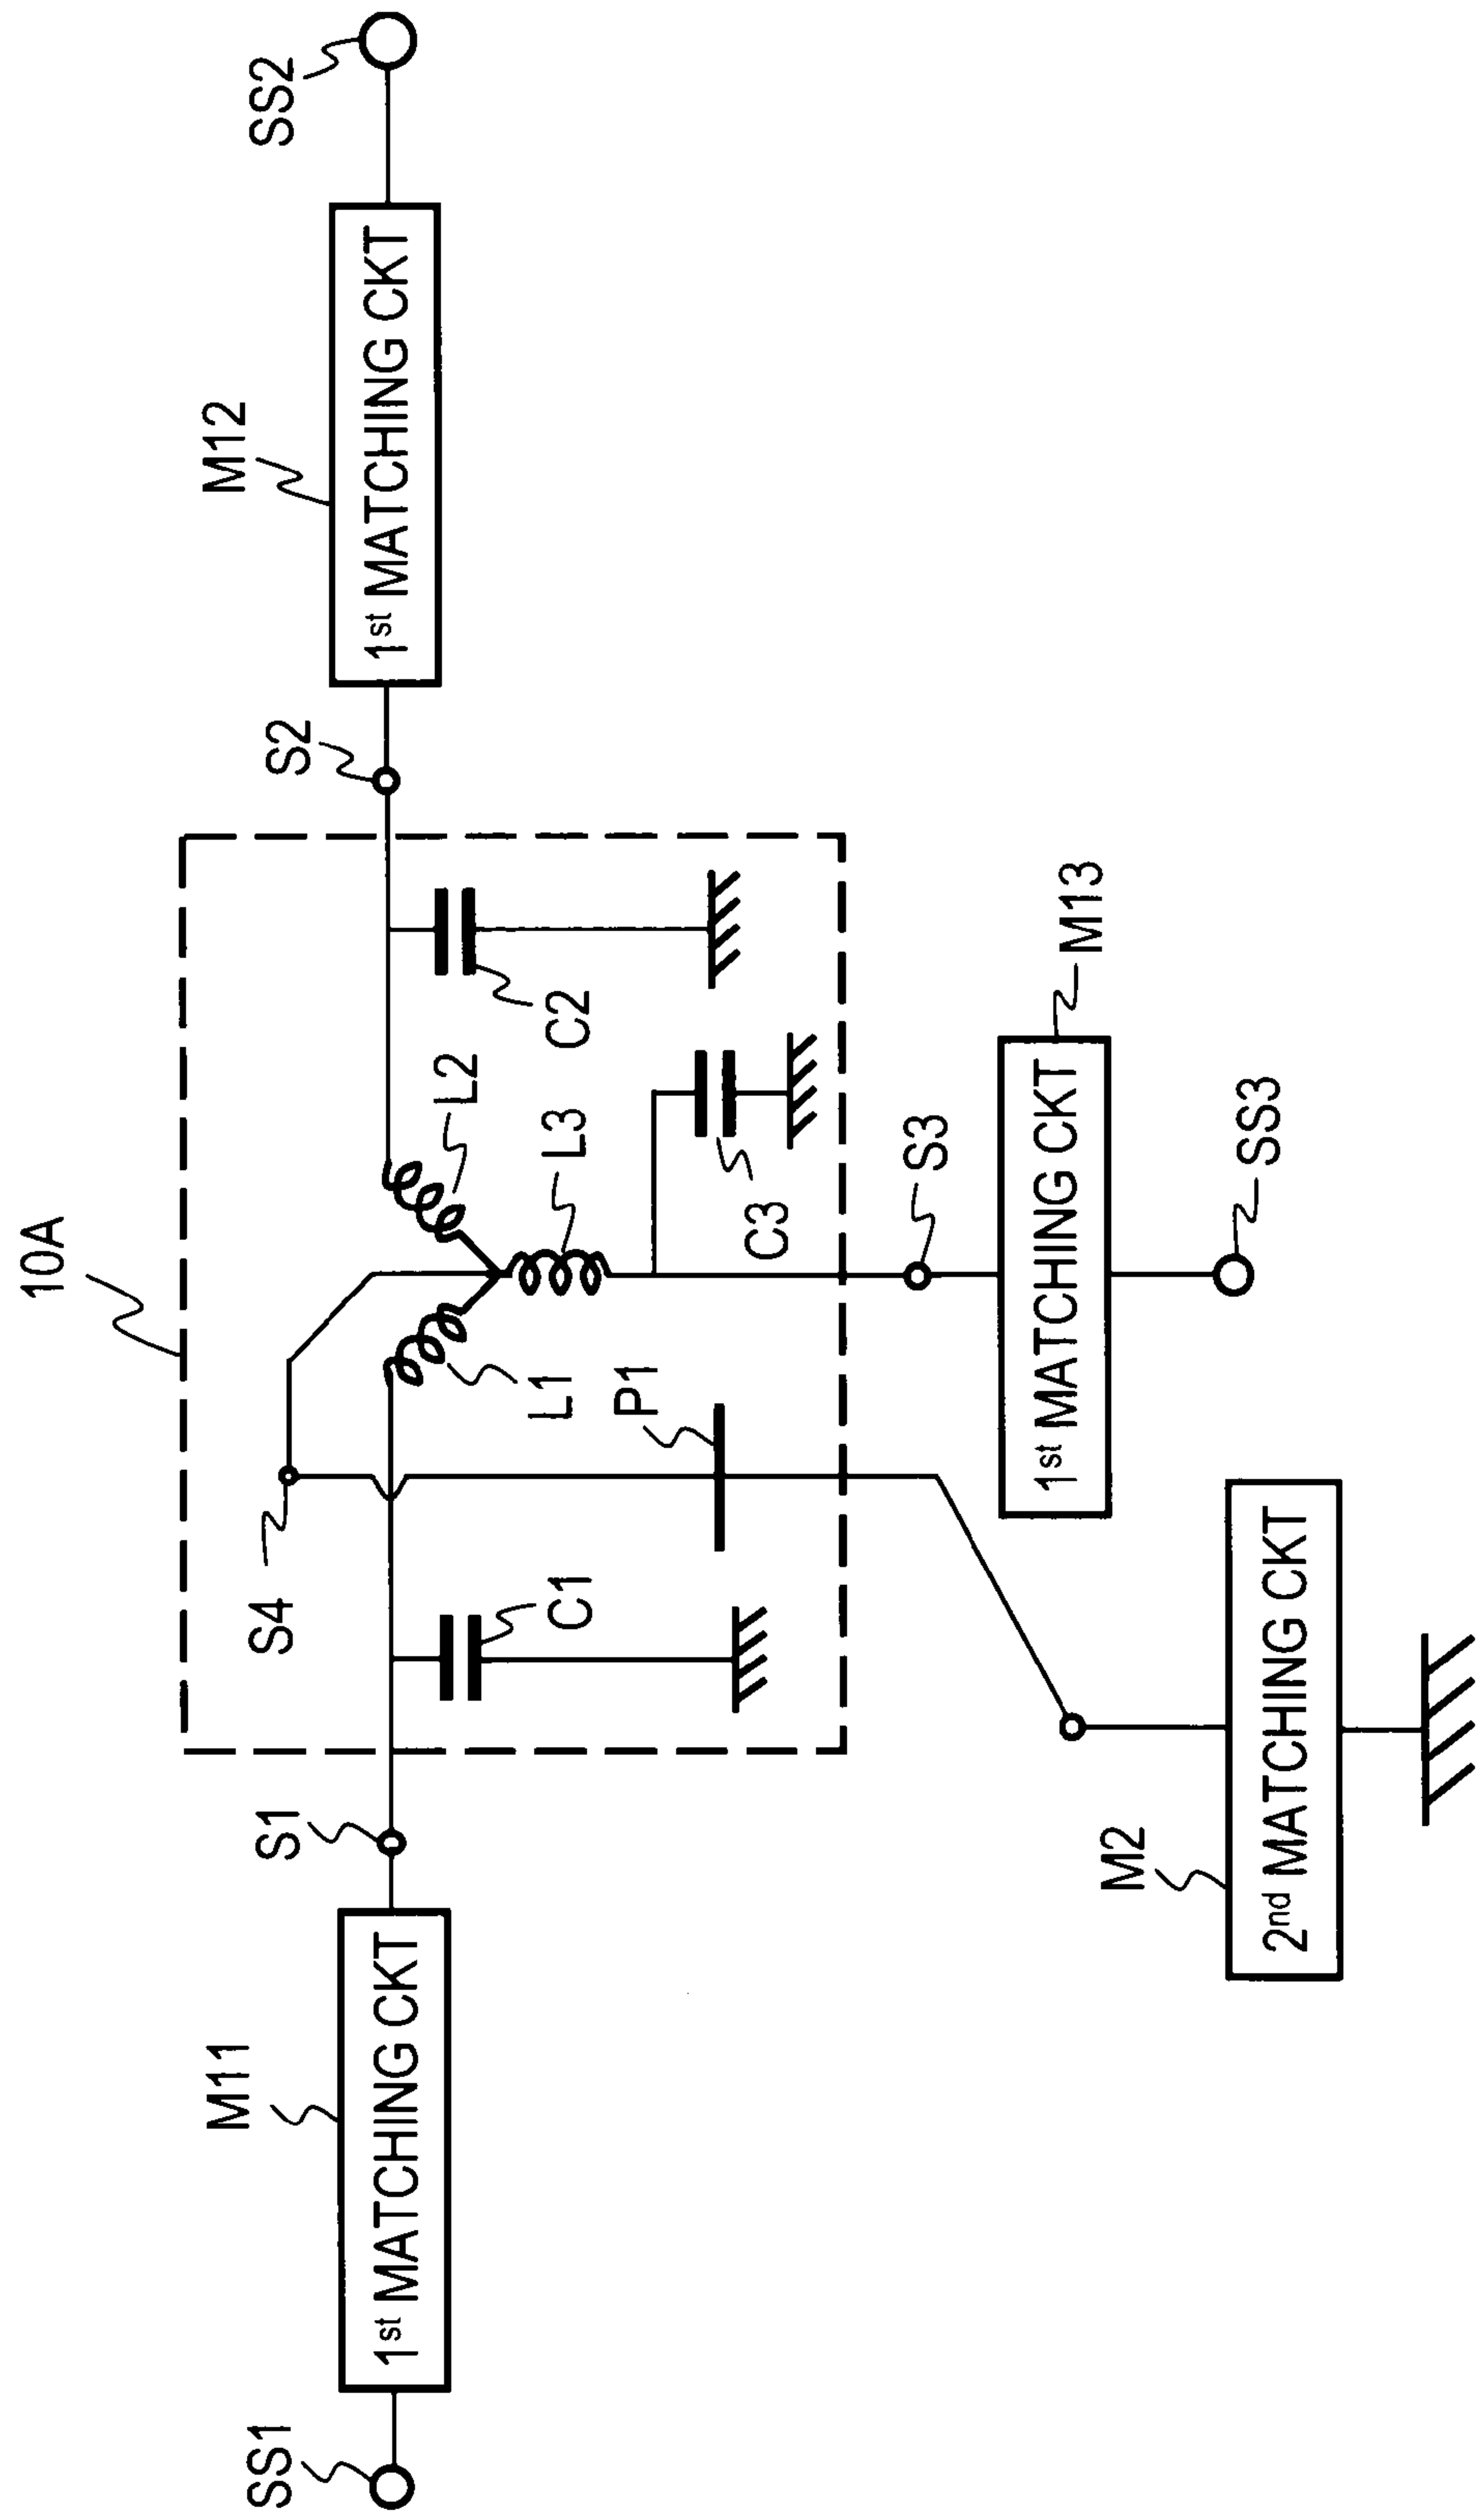 10A
SS1
M11
1st MATCHING CKT
S1
S4
C1
L1
P1
L2
L3
C2
C3
S2
M12
1st MATCHING CKT
SS2
S3
M13
1st MATCHING CKT
SS3
M2
2nd MATCHING CKT